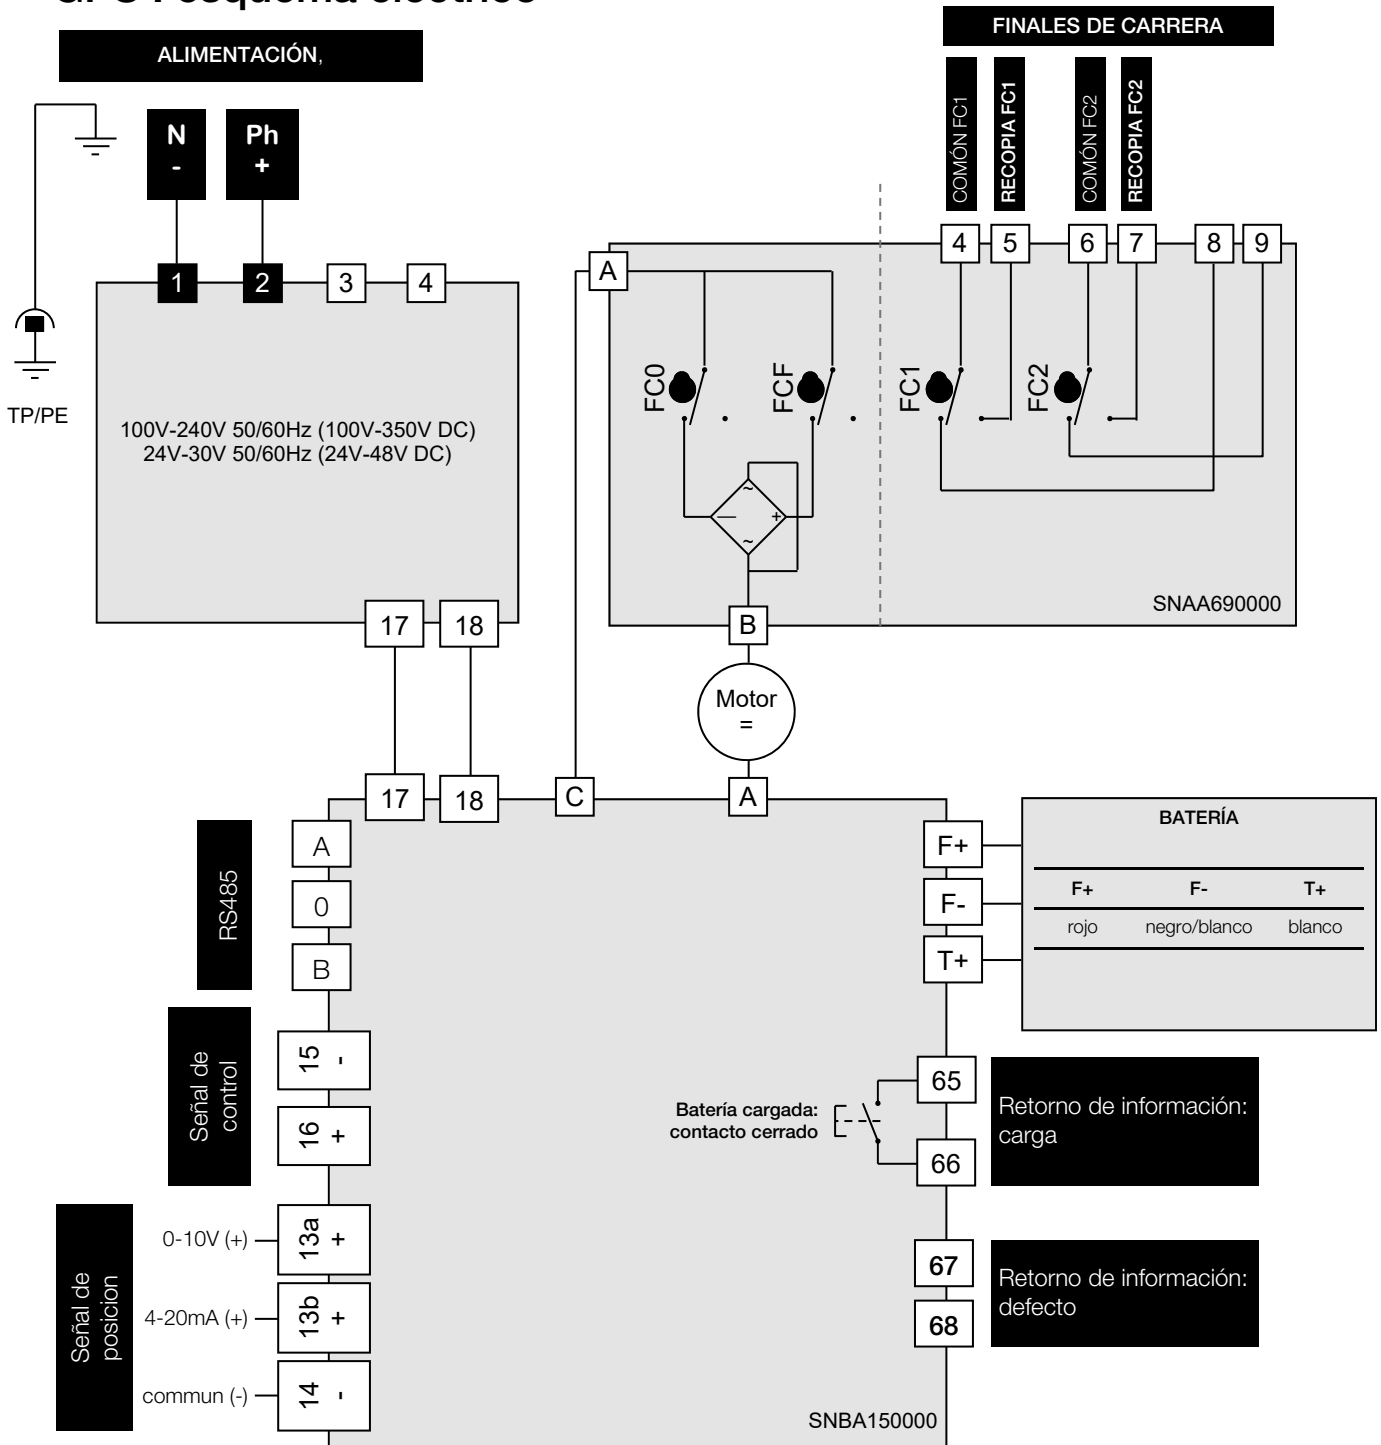 FINALES DE CARRERA
ALIMENTACIÓN,
COMÓN FC1
RECOPIA FC1
COMÓN FC2
RECOPIA FC2
N
-
Ph
+
4 5 6 7 8 9
A
1 2 3 4
FC0
FCF
FC1
FC2
TP/PE
100V-240V 50/60Hz (100V-350V DC)
24V-30V 50/60Hz (24V-48V DC)
~
— +
~
SNAA690000
17 18
B
Motor
=
17 18 C A
RS485
A
0
B
F+
F-
T+
BATERÍA
F+ F- T+
rojo negro/blanco blanco
Señal de
control
15 -
16 +
Batería cargada:
contacto cerrado
65
66
Retorno de información:
carga
Señal de
posicion
0-10V (+)
13a +
4-20mA (+)
13b +
commun (-)
14 -
67
68
Retorno de información:
defecto
SNBA150000